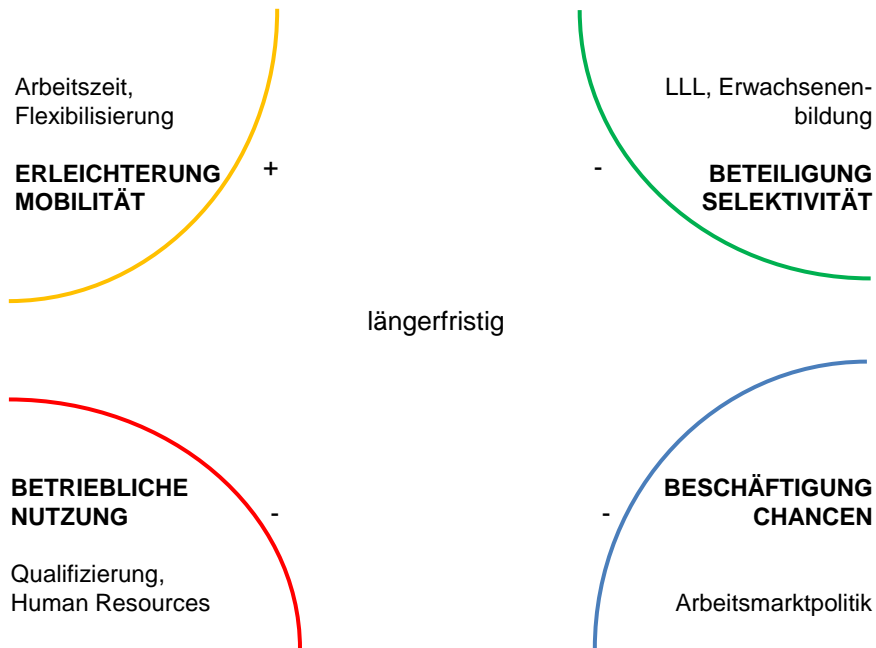 Arbeitszeit,
Flexibilisierung
ERLEICHTERUNG
MOBILITÄT
+
LLL, Erwachsenen-
bildung
-
BETEILIGUNG
SELEKTIVITÄT
längerfristig
BETRIEBLICHE
NUTZUNG
-
Qualifizierung,
Human Resources
BESCHÄFTIGUNG
-
CHANCEN
Arbeitsmarktpolitik